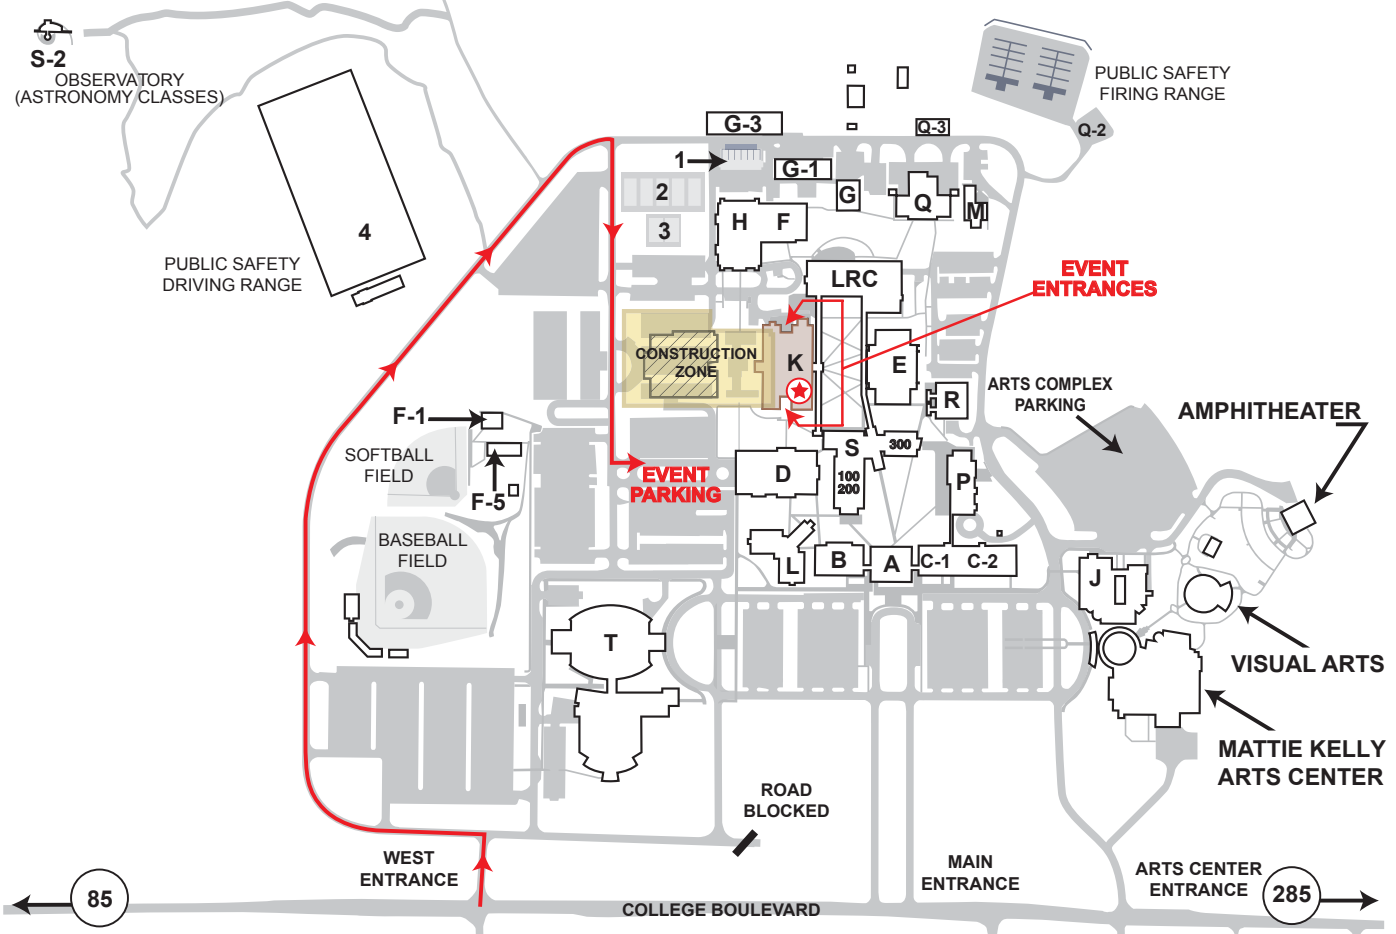 S-2
OBSERVATORY
(ASTRONOMY CLASSES)
4
PUBLIC SAFETY
DRIVING RANGE
G-3
1
G-1
G
2
3
H
F
Q-3
Q
M
Q-2
PUBLIC SAFETY
FIRING RANGE
LRC
EVENT
ENTRANCES
CONSTRUCTION
ZONE
K
E
R
ARTS COMPLEX
PARKING
AMPHITHEATER
F-1
SOFTBALL
FIELD
F-5
EVENT
PARKING
D
S
100
200
300
P
BASEBALL
FIELD
L
B
A
C-1
C-2
J
T
VISUAL ARTS
MATTIE KELLY
ARTS CENTER
ROAD
BLOCKED
WEST
ENTRANCE
MAIN
ENTRANCE
ARTS CENTER
ENTRANCE
85
COLLEGE BOULEVARD
285